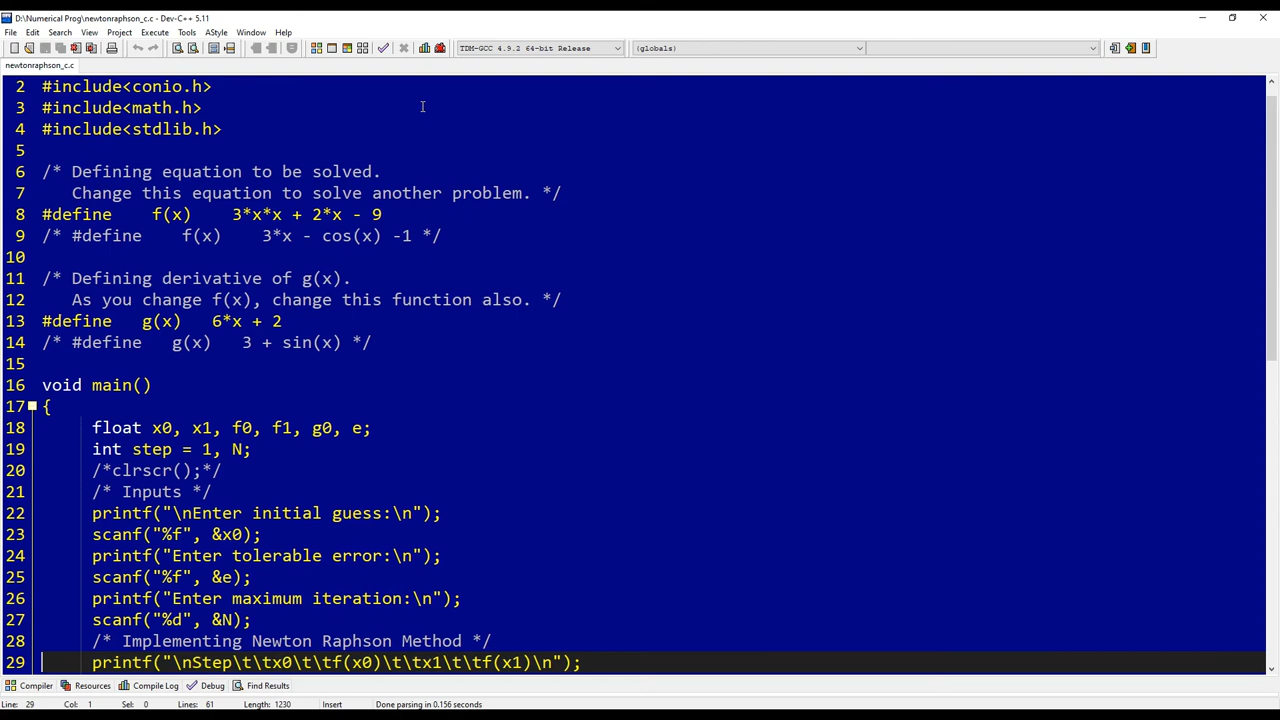 D:\Numerical Prog\newtonraphson_c.c - Dev-C++ 5.11
File Edit Search View Project Execute Tools AStyle Window Help
TDM-GCC 4.9.2 64-bit Release (globals)
newtonraphson_c.c
2 #include<conio.h>
3 #include<math.h>
4 #include<stdlib.h>
5
6 /* Defining equation to be solved.
7 Change this equation to solve another problem. */
8 #define f(x) 3*x*x + 2*x - 9
9 /* #define f(x) 3*x - cos(x) -1 */
10
11 /* Defining derivative of g(x).
12 As you change f(x), change this function also. */
13 #define g(x) 6*x + 2
14 /* #define g(x) 3 + sin(x) */
15
16 void main()
17 {
18 float x0, x1, f0, f1, g0, e;
19 int step = 1, N;
20 /*clrscr();*/
21 /* Inputs */
22 printf("\nEnter initial guess:\n");
23 scanf("%f", &x0);
24 printf("Enter tolerable error:\n");
25 scanf("%f", &e);
26 printf("Enter maximum iteration:\n");
27 scanf("%d", &N);
28 /* Implementing Newton Raphson Method */
29 printf("\nStep\t\tx0\t\tf(x0)\t\tx1\t\tf(x1)\n");
Compiler Resources Compile Log Debug Find Results
Line: 29 Col: 1 Sel: 0 Lines: 61 Length: 1230 Insert Done parsing in 0.156 seconds